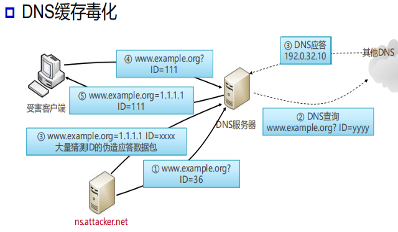 DNS缓存毒化
④ www.example.org?
ID=111
③ DNS应答
192.0.32.10
其他DNS
⑤ www.example.org=1.1.1.1
ID=111
受害客户端
DNS服务器
② DNS查询
www.example.org? ID=yyyy
③ www.example.org=1.1.1.1 ID=xxxx
大量猜测ID的伪造应答数据包
① www.example.org?
ID=36
ns.attacker.net